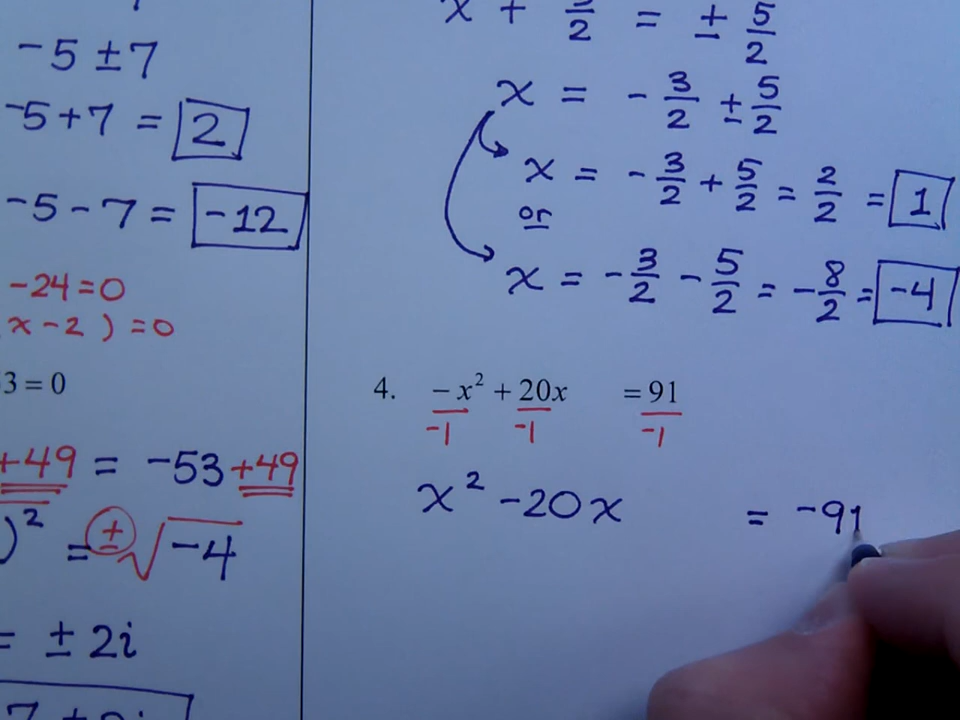 -5 ± 7
-5 + 7 = 2
-5 - 7 = -12
-24 = 0
x - 2 ) = 0
3 = 0
+49 = -53 +49
)² = ± √-4
= ± 2i
x + 3/2 = ± 5/2
x = - 3/2 ± 5/2
x = - 3/2 + 5/2 = 2/2 = 1
or
x = - 3/2 - 5/2 = - 8/2 = -4
4. -x² + 20x = 91
-1 -1 -1
x² - 20x = -91